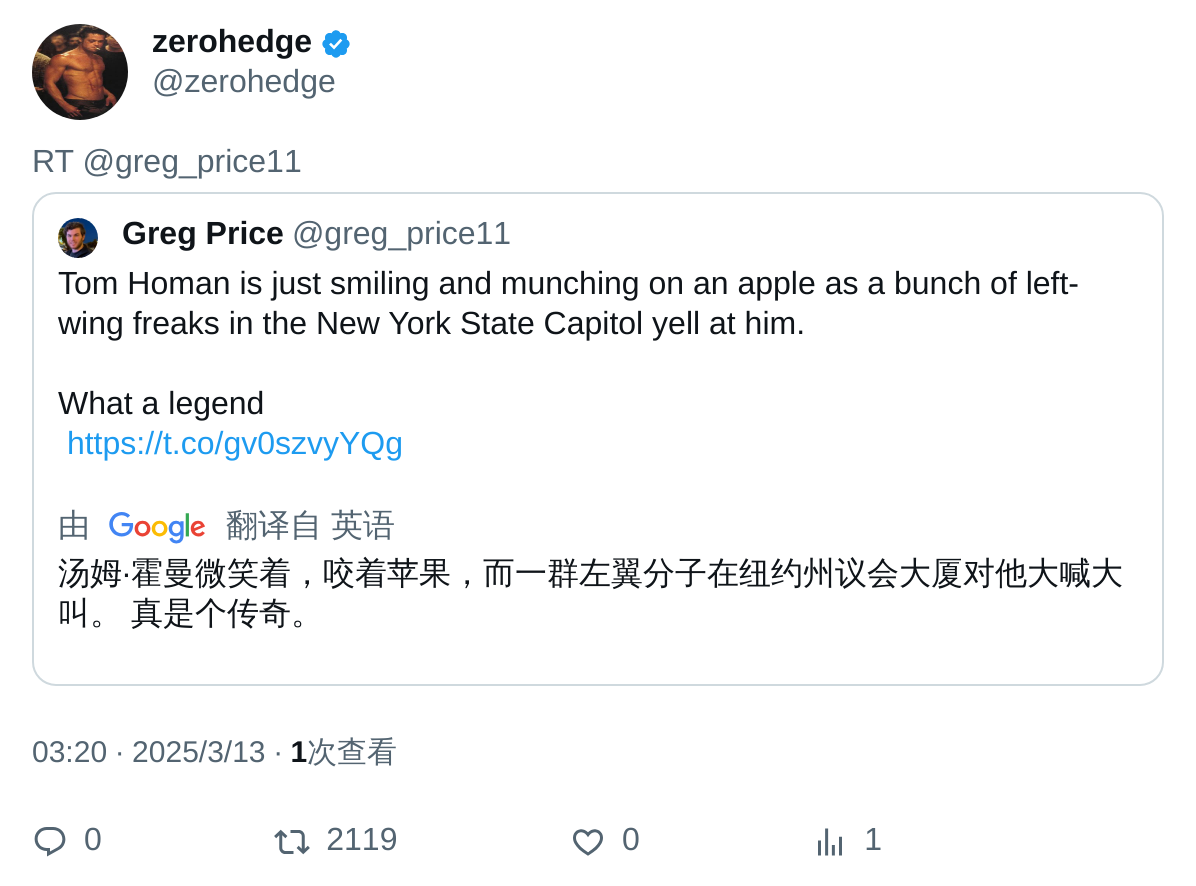 zerohedge
@zerohedge
RT @greg_price11
Greg Price @greg_price11
Tom Homan is just smiling and munching on an apple as a bunch of left-
wing freaks in the New York State Capitol yell at him.
What a legend
https://t.co/gv0szvyYQg
由 Google 翻译自 英语
汤姆·霍曼微笑着，咬着苹果，而一群左翼分子在纽约州议会大厦对他大喊大
叫。 真是个传奇。
03:20 · 2025/3/13 · 1次查看
0 2119 0 1